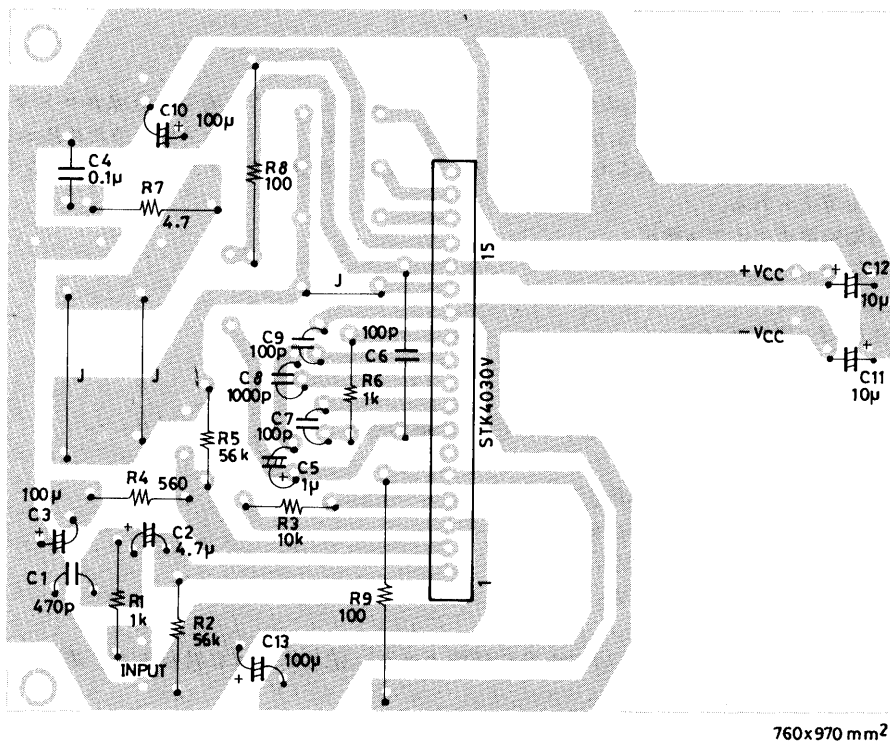 C10
100µ
C4
0.1µ
R8
100
R7
4.7
15
+VCC
C12
10µ
J
-VCC
C11
10µ
C9
100p
100p
C6
C8
1000p
R6
1k
STK4030V
J
J
C7
100p
R5
56k
C5
1µ
R4 560
100µ
C3
C2
4.7µ
R3
10k
C1
470p
R1
1k
R2
56k
R9
100
1
C13
100µ
INPUT
760x970 mm²